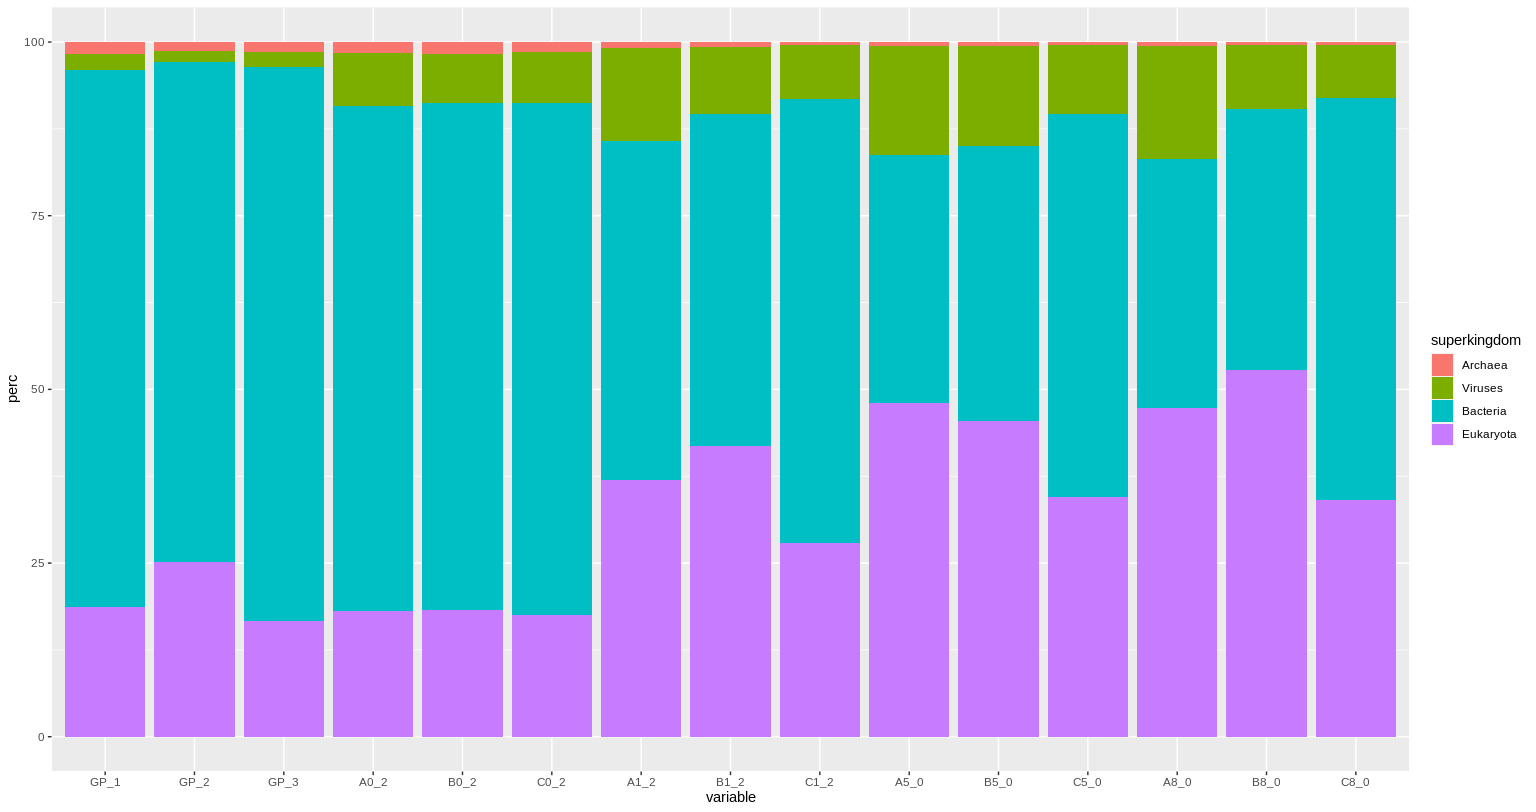 100
75
50
25
0
perc
GP_1 GP_2 GP_3 A0_2 B0_2 C0_2 A1_2 B1_2 C1_2 A5_0 B5_0 C5_0 A8_0 B8_0 C8_0
variable
superkingdom
Archaea
Viruses
Bacteria
Eukaryota